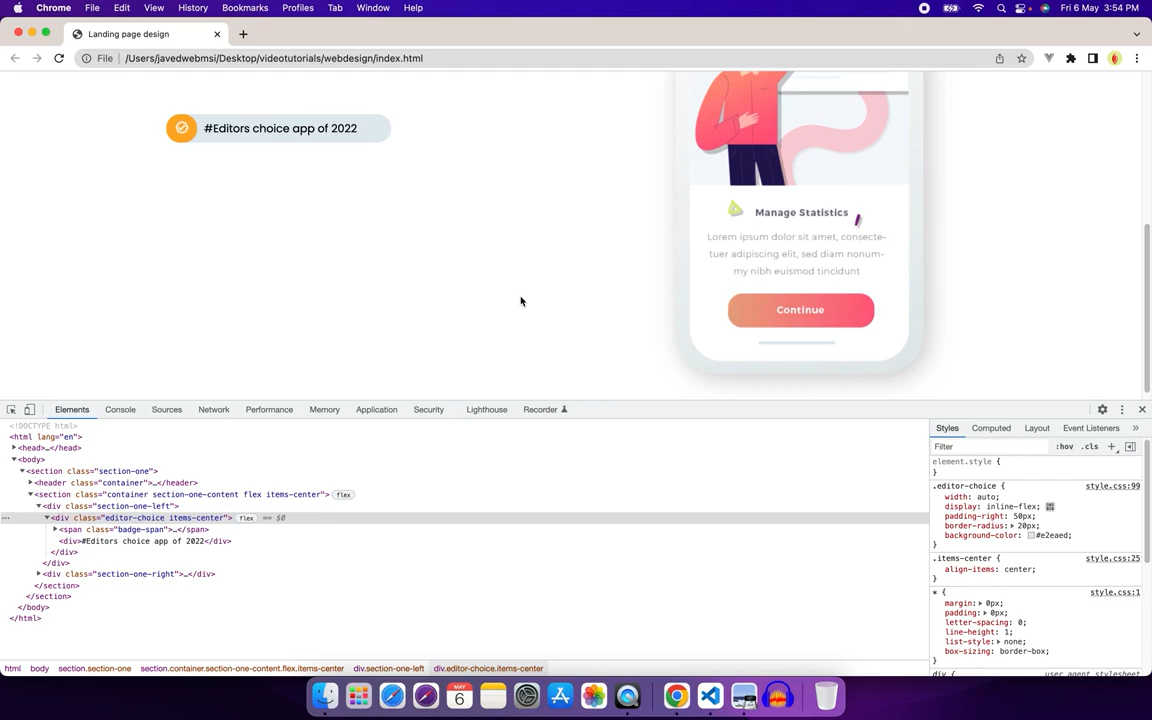 Chrome File Edit View History Bookmarks Profiles Tab Window Help Fri 6 May 3:54 PM
Landing page design
File /Users/javedwebmsi/Desktop/videotutorials/webdesign/index.html
#Editors choice app of 2022
Manage Statistics
Lorem ipsum dolor sit amet, consecte-
tuer adipiscing elit, sed diam nonum-
my nibh euismod tincidunt
Continue
Elements Console Sources Network Performance Memory Application Security Lighthouse Recorder
<!DOCTYPE html>
<html lang="en">
<head>…</head>
<body>
<section class="section-one">
<header class="container">…</header>
<section class="container section-one-content flex items-center"> flex
<div class="section-one-left">
<div class="editor-choice items-center"> flex == $0
<span class="badge-span">…</span>
<div>#Editors choice app of 2022</div>
</div>
</div>
<div class="section-one-right">…</div>
</section>
</section>
</body>
</html>
html body section.section-one section.container.section-one-content.flex.items-center div.section-one-left div.editor-choice.items-center
Styles Computed Layout Event Listeners »
Filter :hov .cls +
element.style {
}
.editor-choice { style.css:99
width: auto;
display: inline-flex;
padding-right: 50px;
border-radius: 20px;
background-color: #e2eaed;
}
.items-center { style.css:25
align-items: center;
}
* { style.css:1
margin: 0px;
padding: 0px;
letter-spacing: 0;
line-height: 1;
list-style: none;
box-sizing: border-box;
}
div { user agent stylesheet
MAY
6